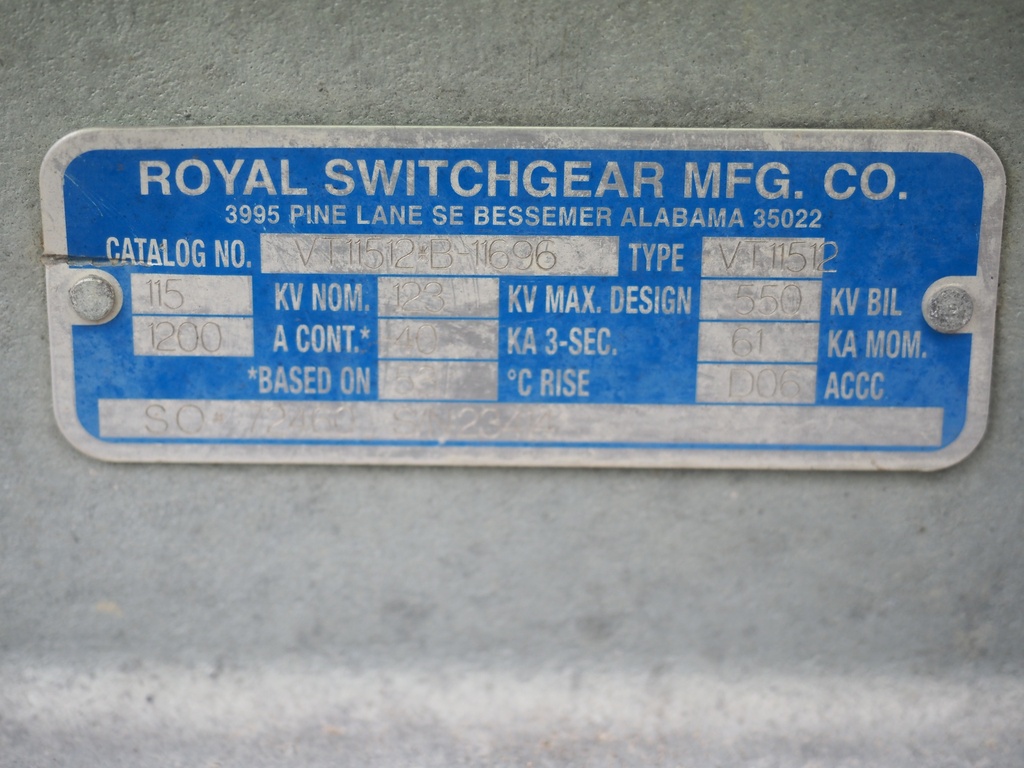 ROYAL SWITCHGEAR MFG. CO.
3995 PINE LANE SE BESSEMER ALABAMA 35022
CATALOG NO. VT11512-B-11696 TYPE VT11512
115 KV NOM. 123 KV MAX. DESIGN 550 KV BIL
1200 A CONT.* 40 KA 3-SEC. 61 KA MOM.
*BASED ON °C RISE D06 ACCC
SO